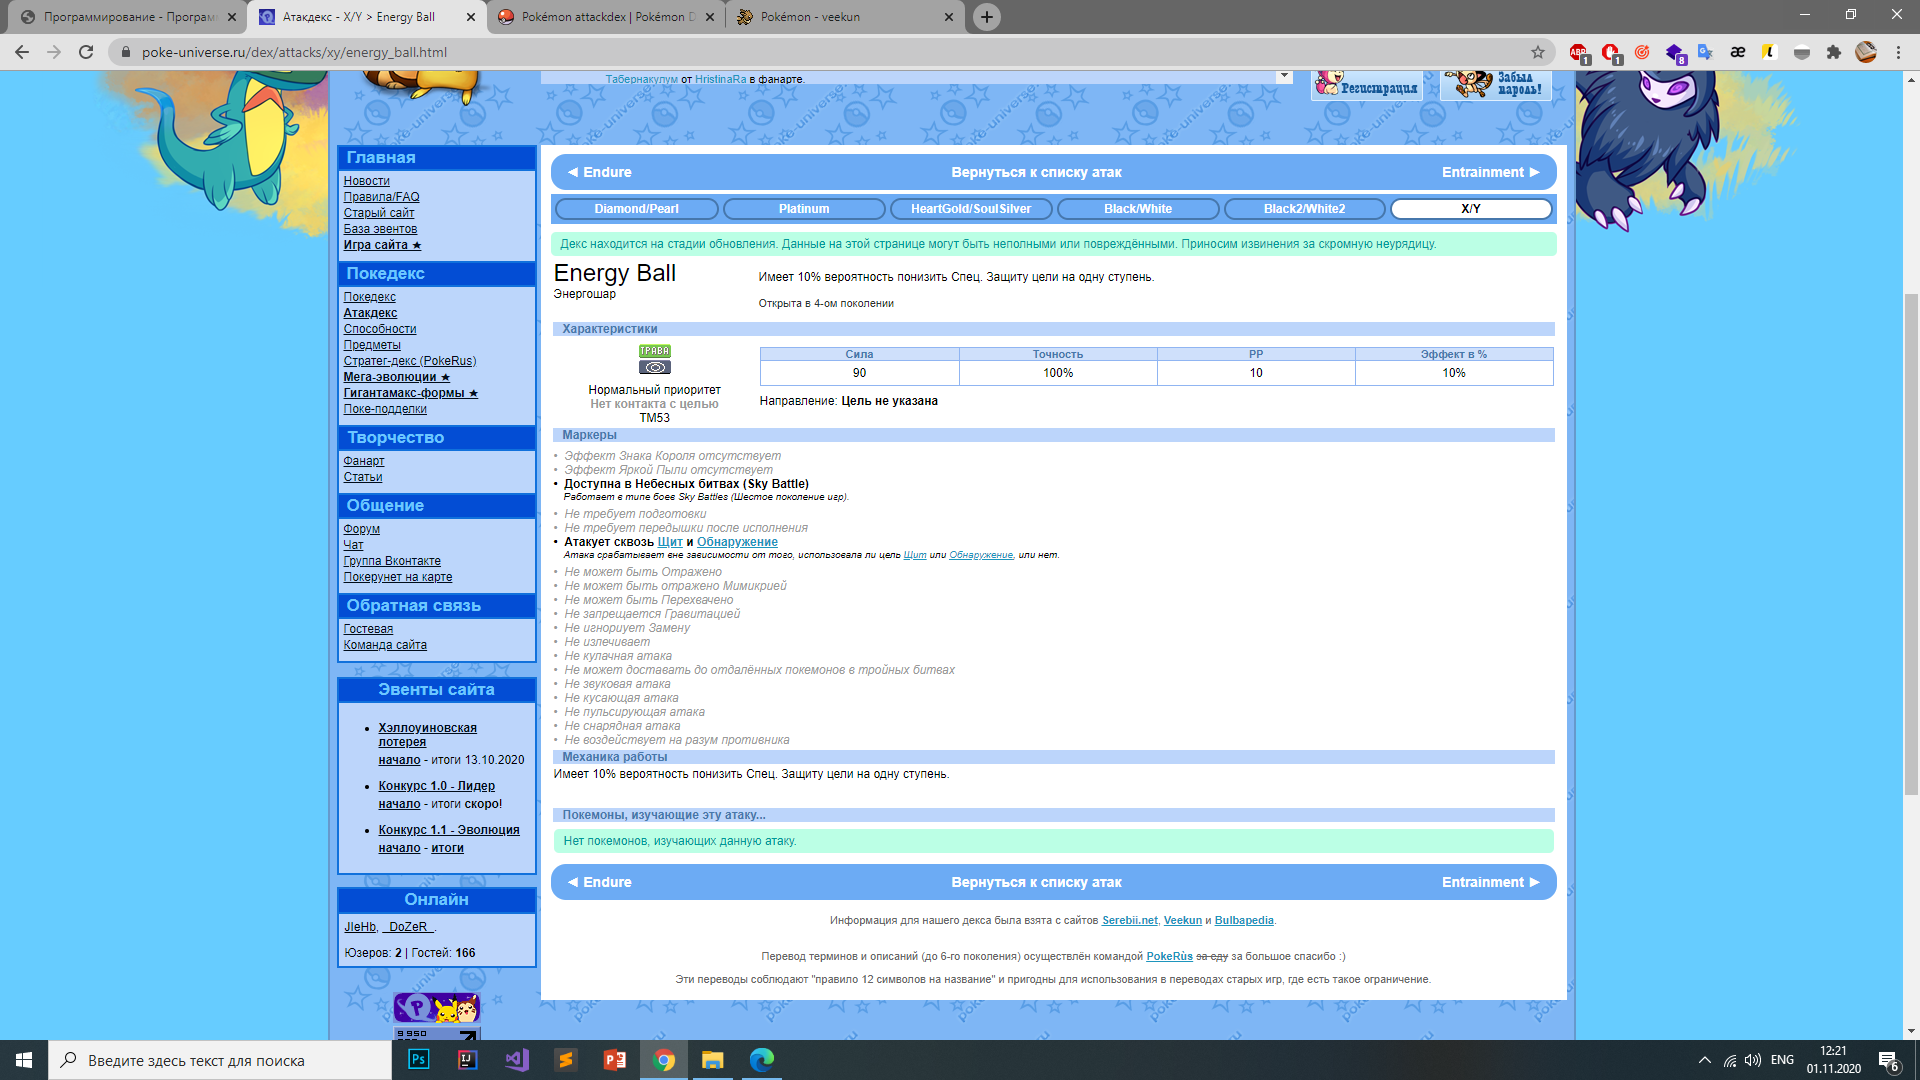 Программирование - Програм
Атакдекс - X/Y > Energy Ball
Pokémon attackdex | Pokémon D
Pokémon - veekun
poke-universe.ru/dex/attacks/xy/energy_ball.html
Табернакулум от HristinaRa в фанарте.
Регистрация
Забыл пароль!
Главная
Новости
Правила/FAQ
Старый сайт
База эвентов
Игра сайта ★
Покедекс
Покедекс
Атакдекс
Способности
Предметы
Стратег-декс (PokeRus)
Мега-эволюции ★
Гигантамакс-формы ★
Поке-подделки
Творчество
Фанарт
Статьи
Общение
Форум
Чат
Группа Вконтакте
Покерунет на карте
Обратная связь
Гостевая
Команда сайта
Эвенты сайта
• Хэллоуиновская
лотерея
начало - итоги 13.10.2020
• Конкурс 1.0 - Лидер
начало - итоги скоро!
• Конкурс 1.1 - Эволюция
начало - итоги
Онлайн
JleHb, _DoZeR_.
Юзеров: 2 | Гостей: 166
9 950
◄ Endure Вернуться к списку атак Entrainment ►
Diamond/Pearl Platinum HeartGold/SoulSilver Black/White Black2/White2 X/Y
Декс находится на стадии обновления. Данные на этой странице могут быть неполными или повреждёнными. Приносим извинения за скромную неурядицу.
Energy Ball
Энергошар
Имеет 10% вероятность понизить Спец. Защиту цели на одну ступень.
Открыта в 4-ом поколении
Характеристики
ТРАВА
Нормальный приоритет
Нет контакта с целью
TM53
Сила Точность PP Эффект в %
90 100% 10 10%
Направление: Цель не указана
Маркеры
• Эффект Знака Короля отсутствует
• Эффект Яркой Пыли отсутствует
• Доступна в Небесных битвах (Sky Battle)
Работает в типе боев Sky Battles (Шестое поколение игр).
• Не требует подготовки
• Не требует передышки после исполнения
• Атакует сквозь Щит и Обнаружение
Атака срабатывает вне зависимости от того, использовала ли цель Щит или Обнаружение, или нет.
• Не может быть Отражено
• Не может быть отражено Мимикрией
• Не может быть Перехвачено
• Не запрещается Гравитацией
• Не игнориует Замену
• Не излечивает
• Не кулачная атака
• Не может доставать до отдалённых покемонов в тройных битвах
• Не звуковая атака
• Не кусающая атака
• Не пульсирующая атака
• Не снарядная атака
• Не воздействует на разум противника
Механика работы
Имеет 10% вероятность понизить Спец. Защиту цели на одну ступень.
Покемоны, изучающие эту атаку...
Нет покемонов, изучающих данную атаку.
◄ Endure Вернуться к списку атак Entrainment ►
Информация для нашего декса была взята с сайтов Serebii.net, Veekun и Bulbapedia.
Перевод терминов и описаний (до 6-го поколения) осуществлён командой PokeRus за еду за большое спасибо :)
Эти переводы соблюдают "правило 12 символов на название" и пригодны для использования в переводах старых игр, где есть такое ограничение.
Введите здесь текст для поиска
ENG
12:21
01.11.2020
6